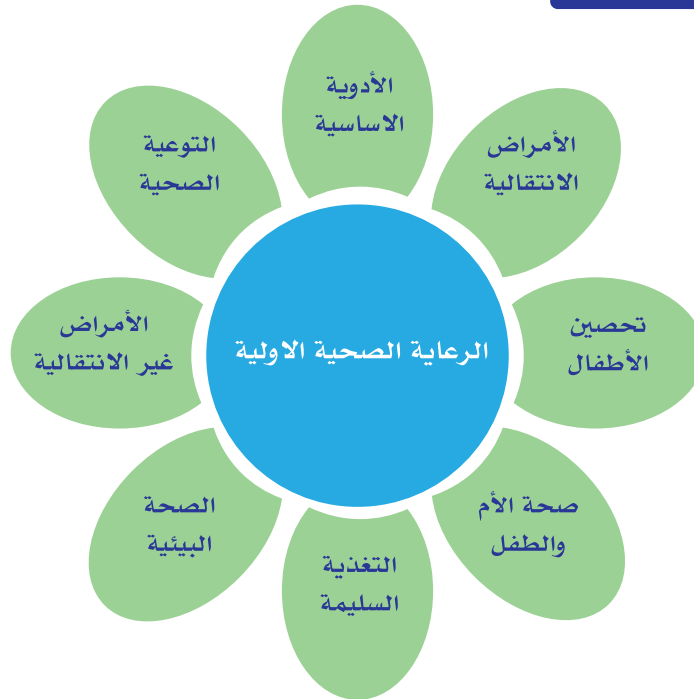 الأدوية
الاساسية
الأمراض
الانتقالية
تحصين
الأطفال
صحة الأم
والطفل
التغذية
السليمة
الصحة
البيئية
الأمراض
غير الانتقالية
التوعية
الصحية
الرعاية الصحية الاولية